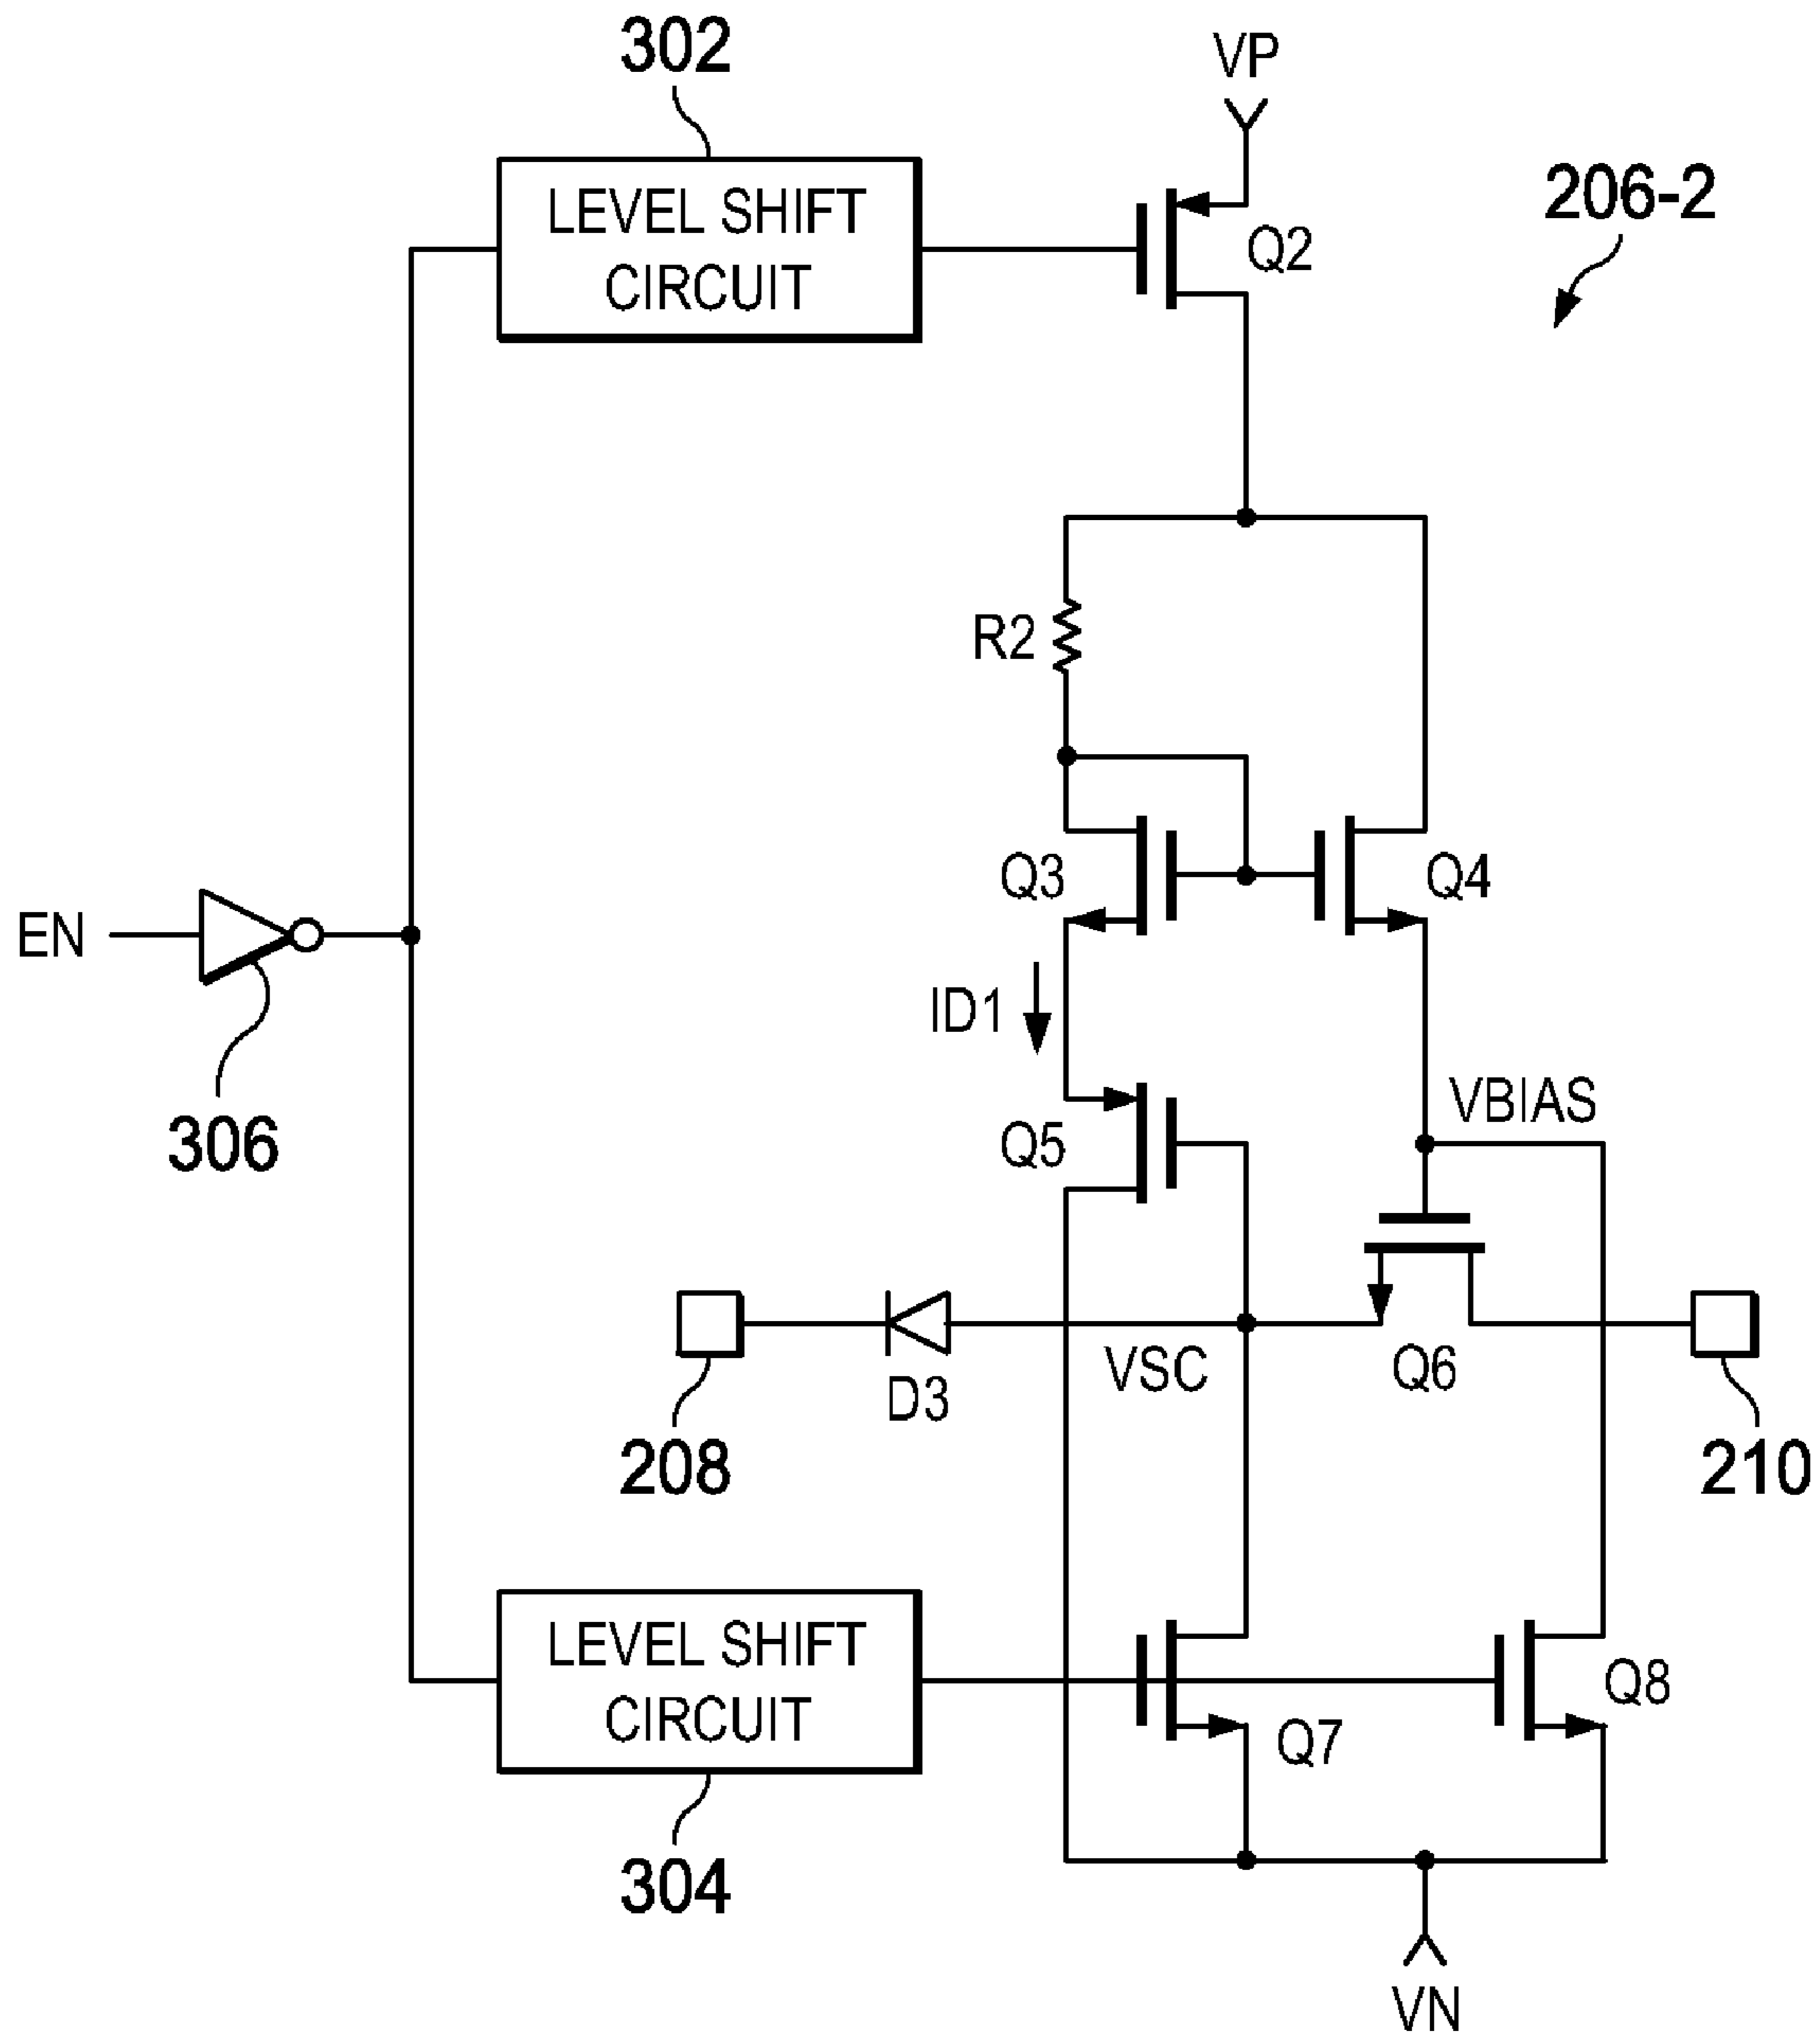 302
VP
LEVEL SHIFT
CIRCUIT
Q2
206-2
R2
Q3
Q4
EN
306
ID1
Q5
VBIAS
208
D3
VSC
Q6
210
LEVEL SHIFT
CIRCUIT
304
Q7
Q8
VN